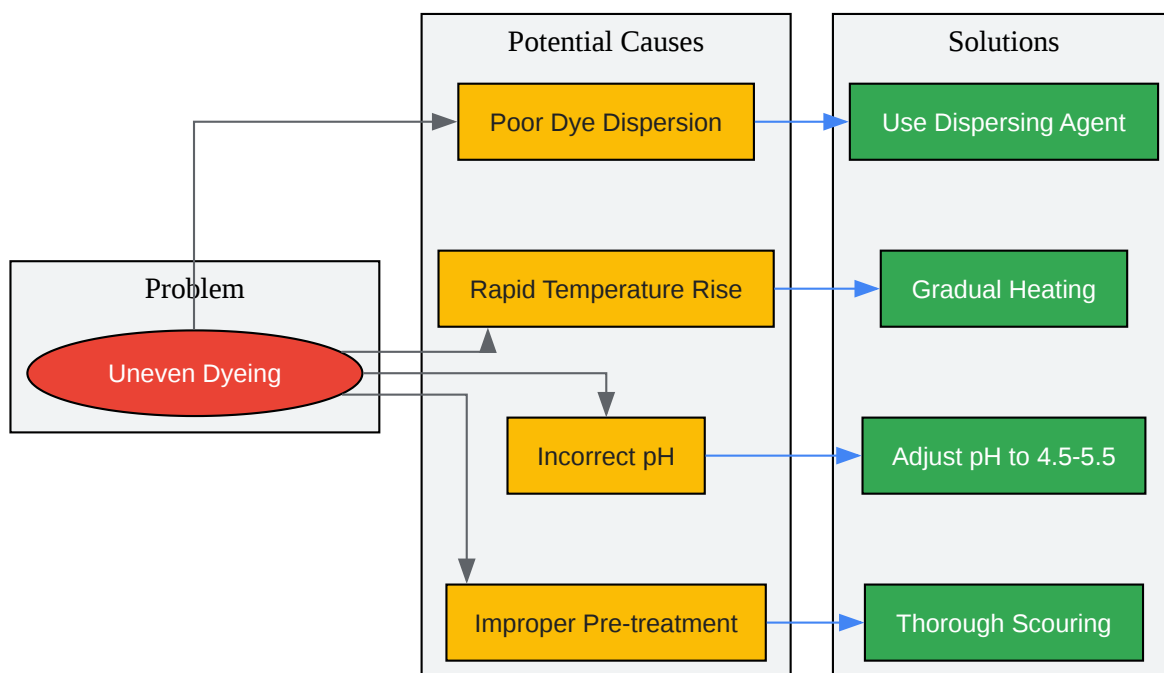 Problem
Uneven Dyeing
Potential Causes
Poor Dye Dispersion
Rapid Temperature Rise
Incorrect pH
Improper Pre-treatment
Solutions
Use Dispersing Agent
Gradual Heating
Adjust pH to 4.5-5.5
Thorough Scouring